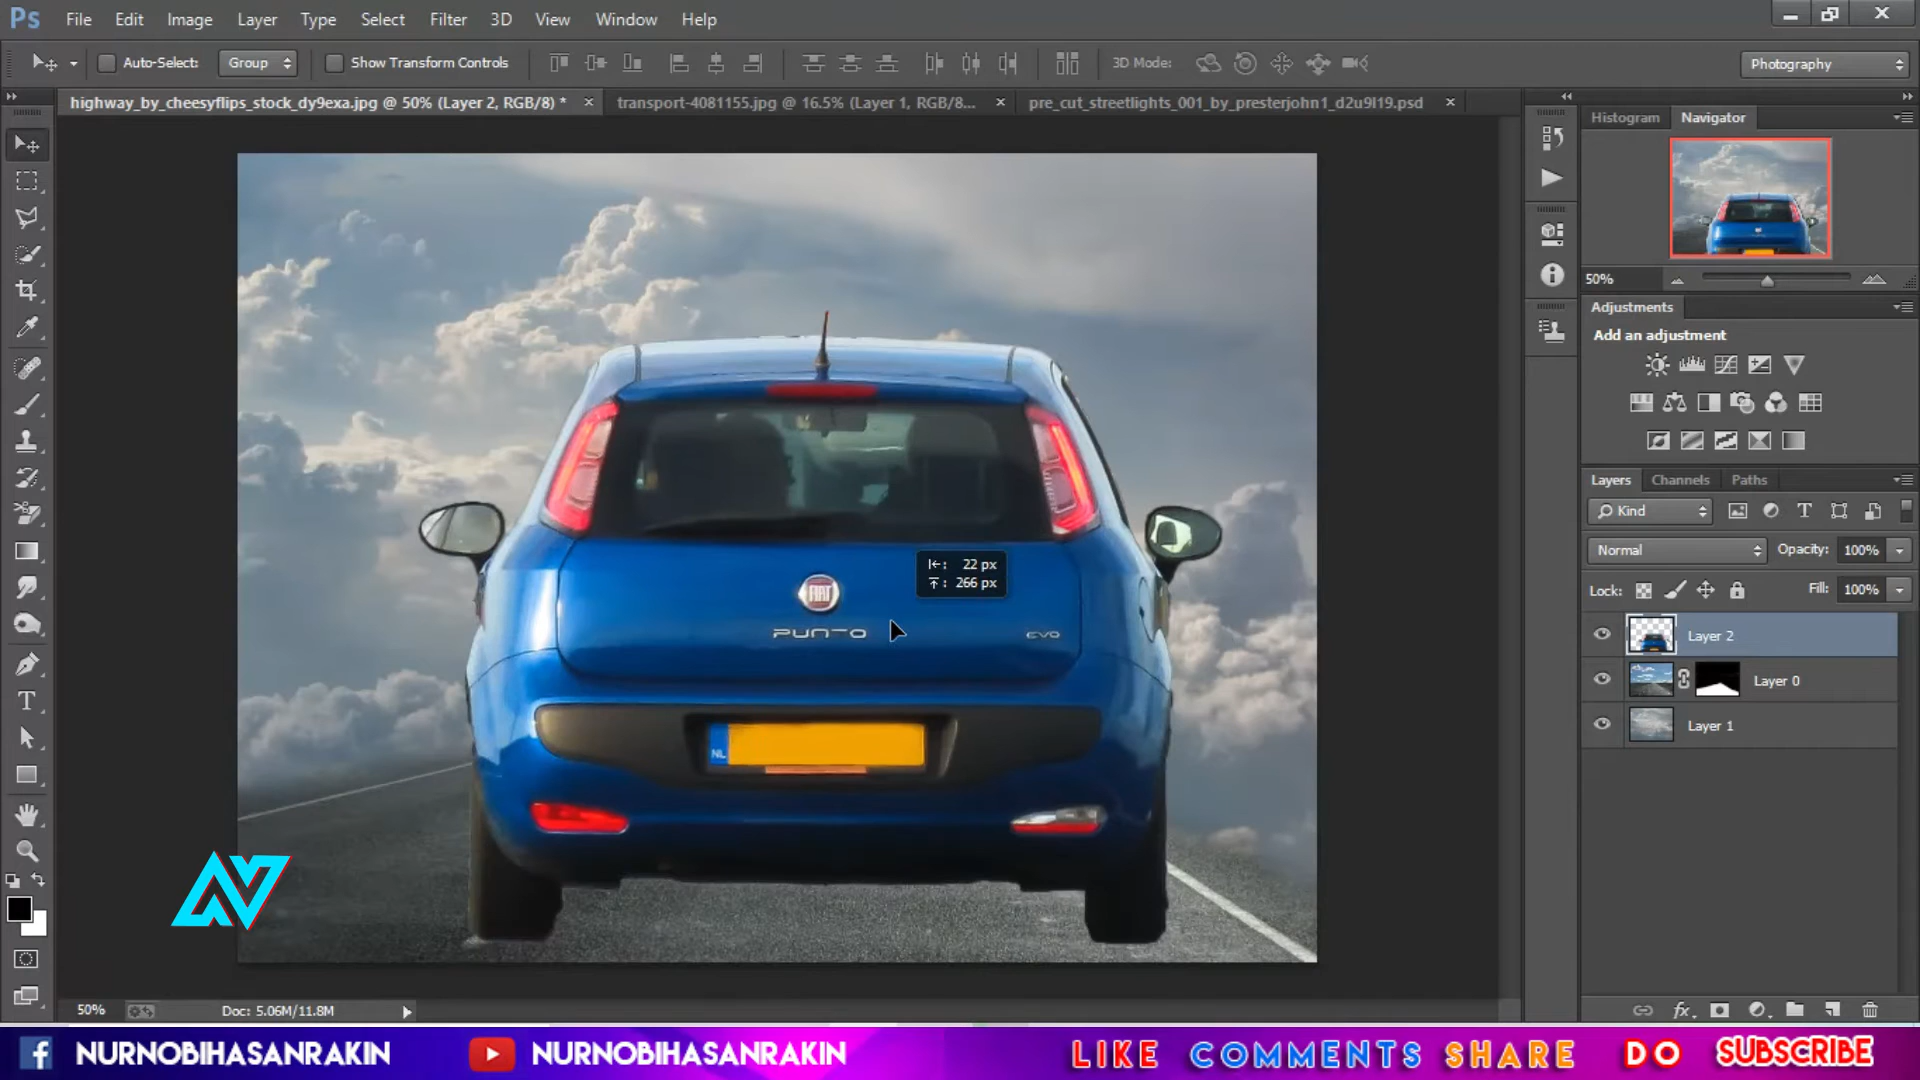 Ps File Edit Image Layer Type Select Filter 3D View Window Help
Auto-Select: Group Show Transform Controls 3D Mode: Photography
highway_by_cheesyflips_stock_dy9exa.jpg @ 50% (Layer 2, RGB/8) * transport-4081155.jpg @ 16.5% (Layer 1, RGB/8... pre_cut_streetlights_001_by_presterjohn1_d2u9l19.psd
Histogram Navigator
50%
Adjustments
Add an adjustment
Layers Channels Paths
Kind
Normal Opacity: 100%
Lock: Fill: 100%
Layer 2
Layer 0
Layer 1
22 px
266 px
FIAT
PUNTO EVO
NL
50% Doc: 5.06M/11.8M
NURNOBIHASANRAKIN NURNOBIHASANRAKIN LIKE COMMENTS SHARE DO SUBSCRIBE